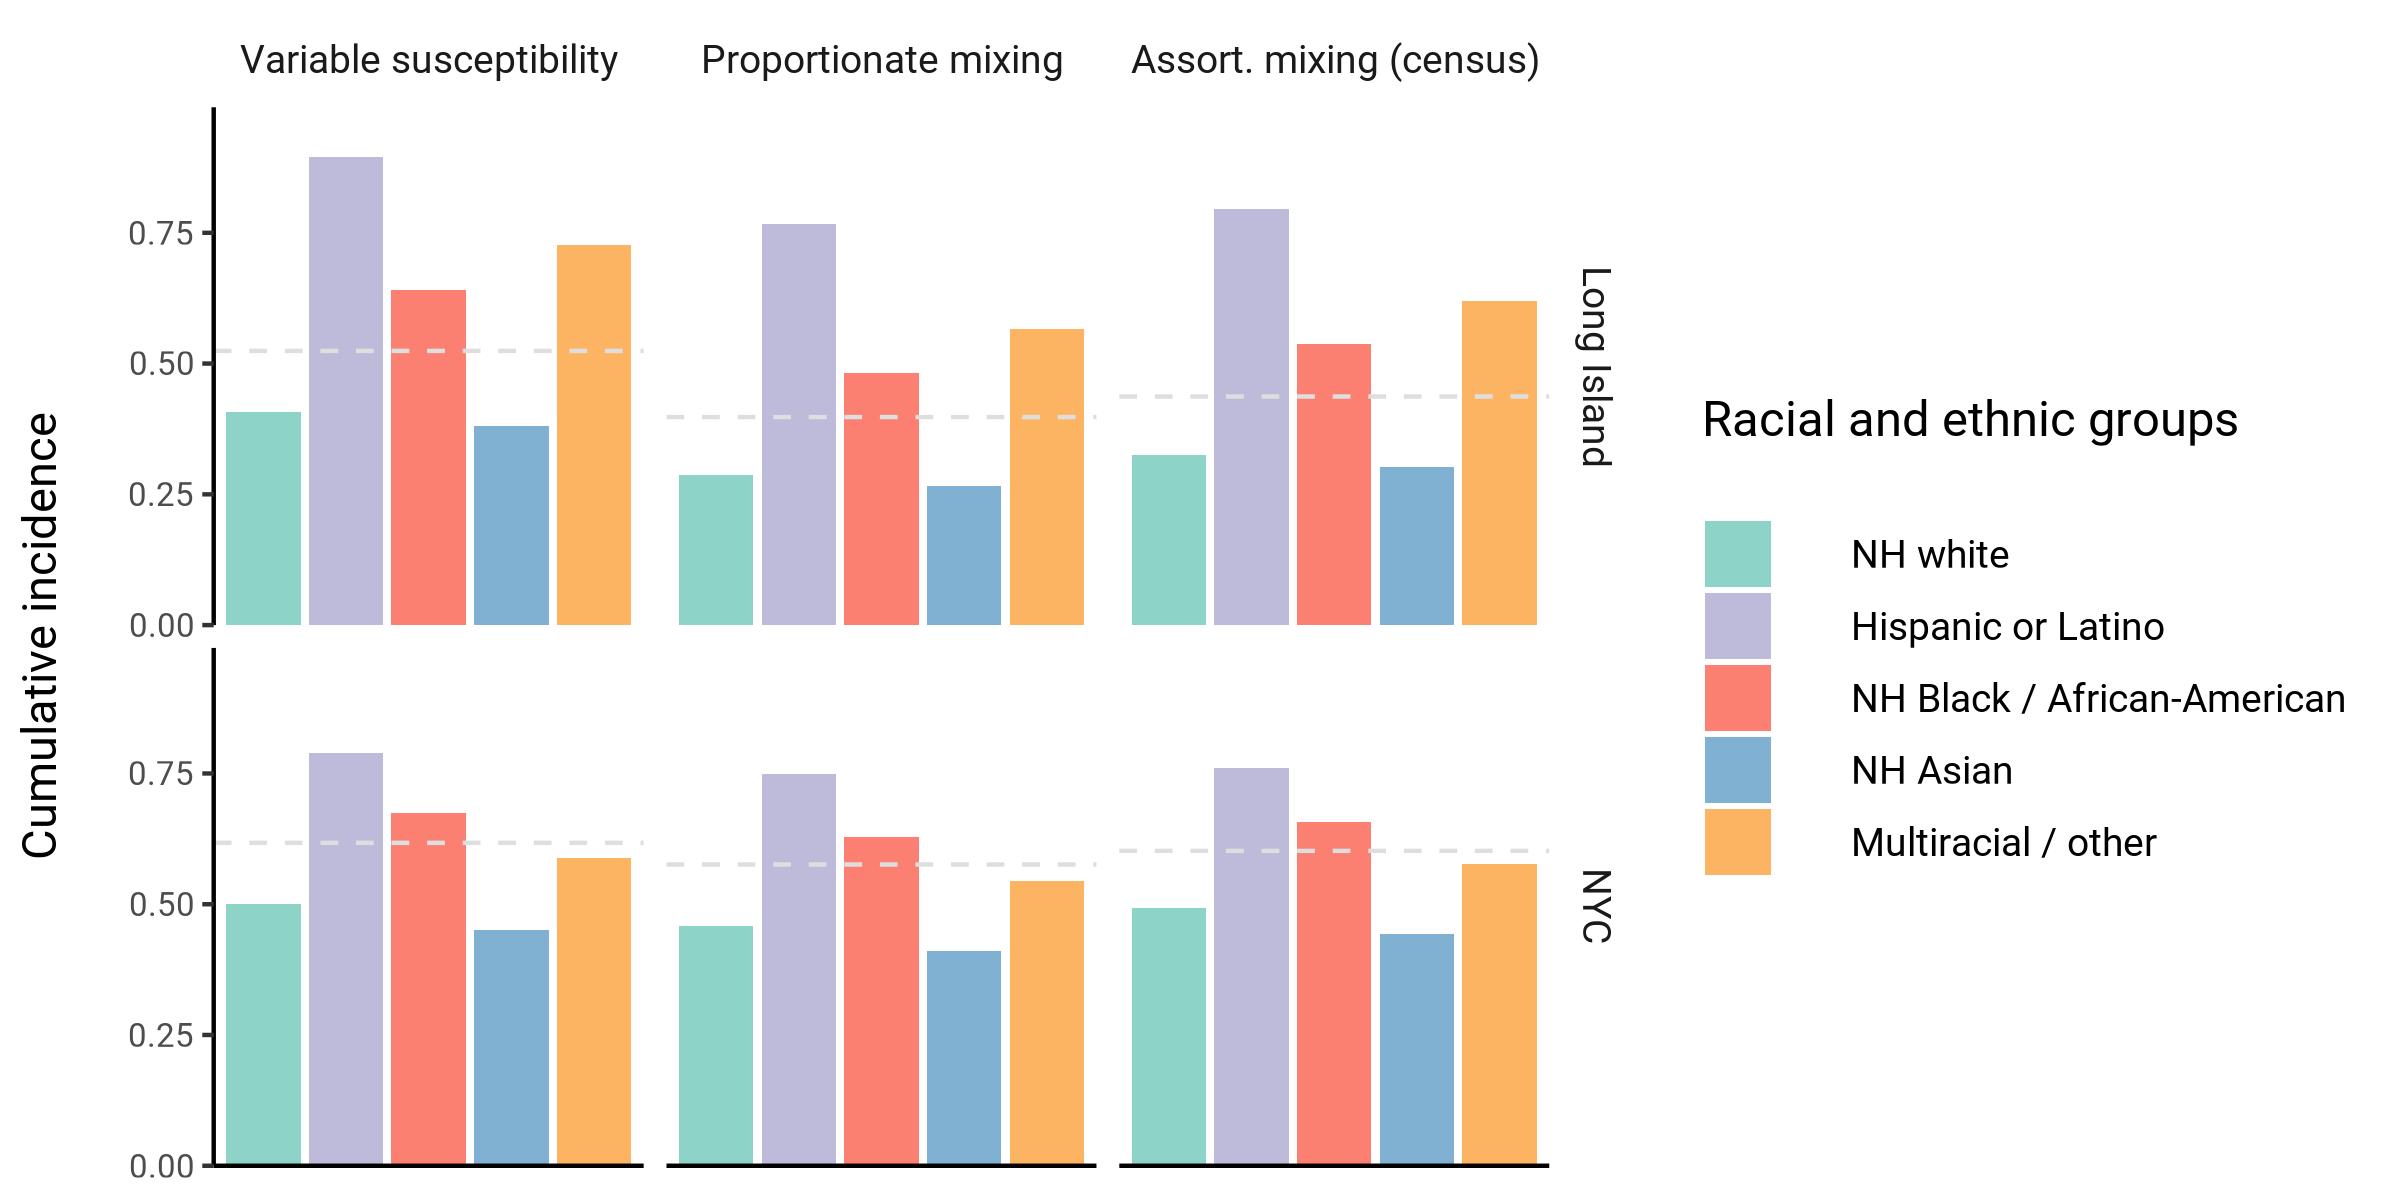 Variable susceptibility
Proportionate mixing
Assort. mixing (census)
Cumulative incidence
0.75
0.50
0.25
0.00
Long Island
0.75
0.50
0.25
0.00
NYC
Racial and ethnic groups
NH white
Hispanic or Latino
NH Black / African-American
NH Asian
Multiracial / other